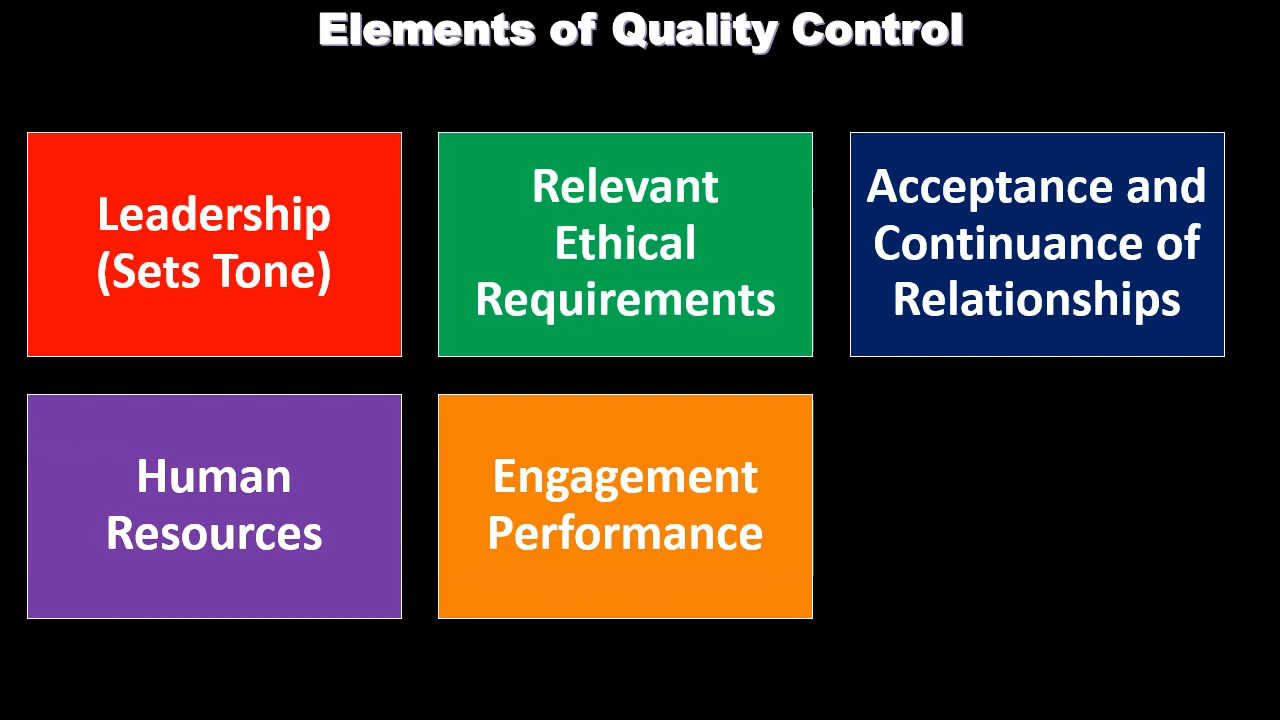 Elements of Quality Control
Leadership
(Sets Tone)
Relevant
Ethical
Requirements
Acceptance and
Continuance of
Relationships
Human
Resources
Engagement
Performance